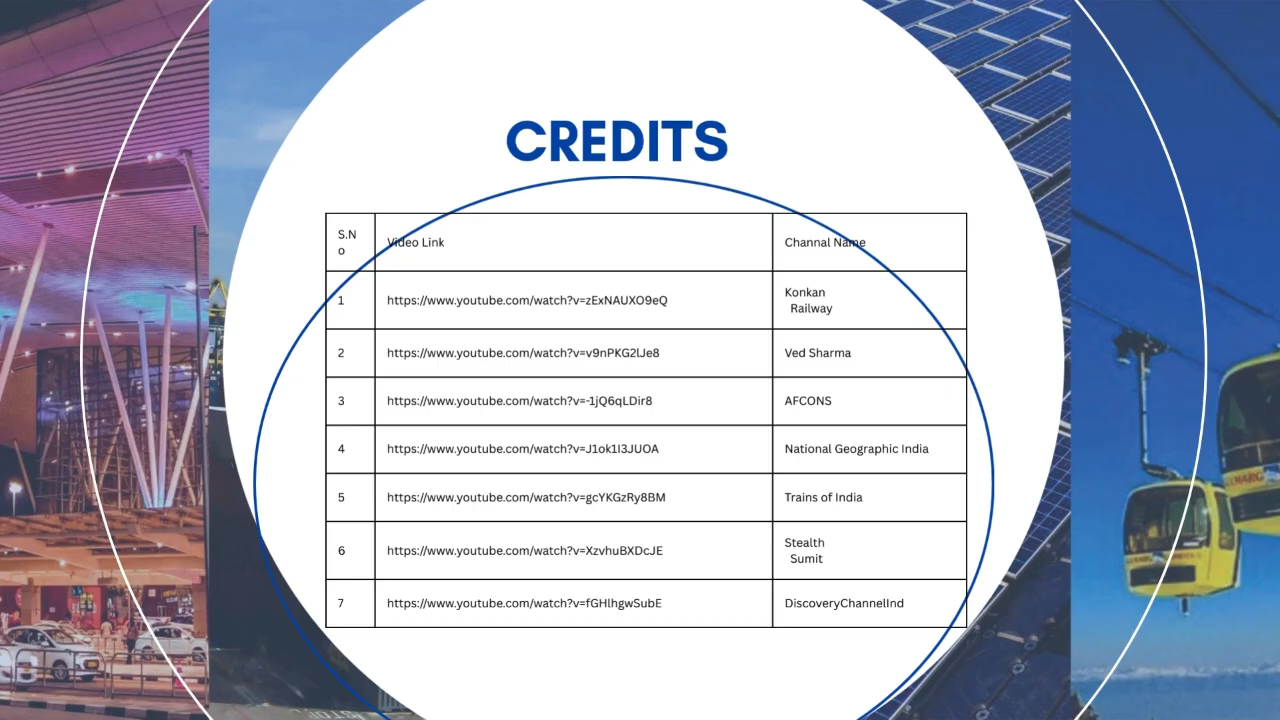 CREDITS
S.N
o
Video Link
Channal Name
1
https://www.youtube.com/watch?v=zExNAUXO9eQ
Konkan
Railway
2
https://www.youtube.com/watch?v=v9nPKG2lJe8
Ved Sharma
3
https://www.youtube.com/watch?v=-1jQ6qLDir8
AFCONS
4
https://www.youtube.com/watch?v=J1ok1I3JUOA
National Geographic India
5
https://www.youtube.com/watch?v=gcYKGzRy8BM
Trains of India
6
https://www.youtube.com/watch?v=XzvhuBXDcJE
Stealth
Sumit
7
https://www.youtube.com/watch?v=fGHlhgwSubE
DiscoveryChannelInd